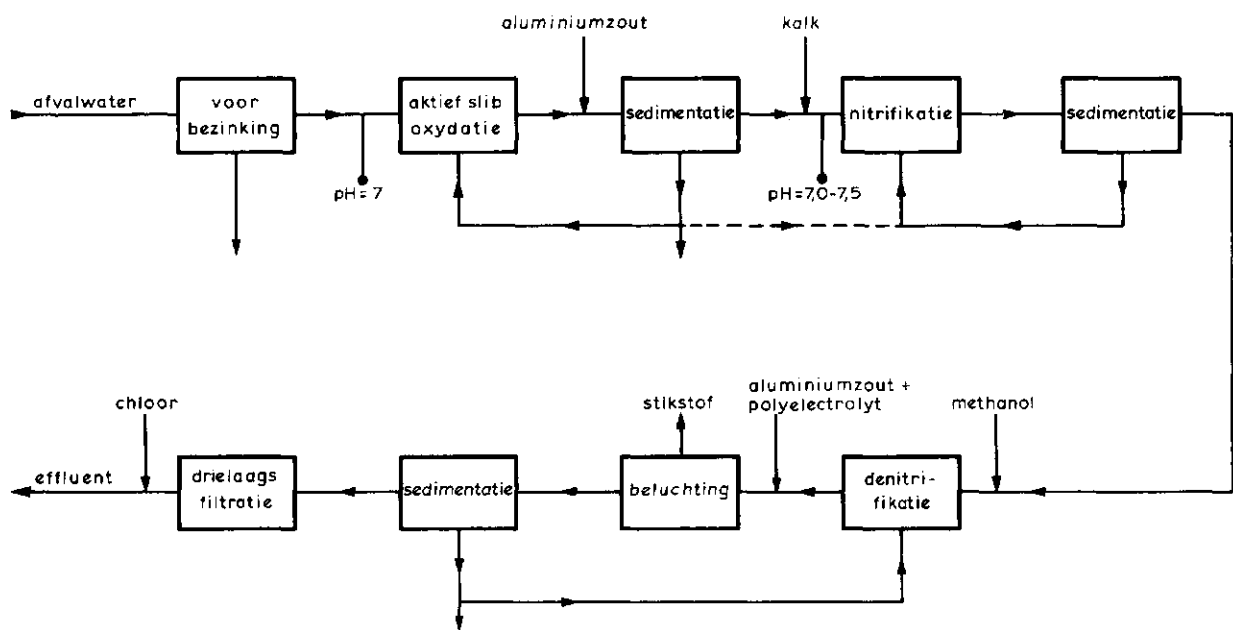 aluminiumzout
kalk
afvalwater
voor
bezinking
aktief slib
oxydatie
sedimentatie
nitrifikatie
sedimentatie
pH=7
pH=7,0-7,5
chloor
stikstof
aluminiumzout +
polyelectrolyt
methanol
effluent
drielaags
filtratie
sedimentatie
beluchting
denitri-
fikatie